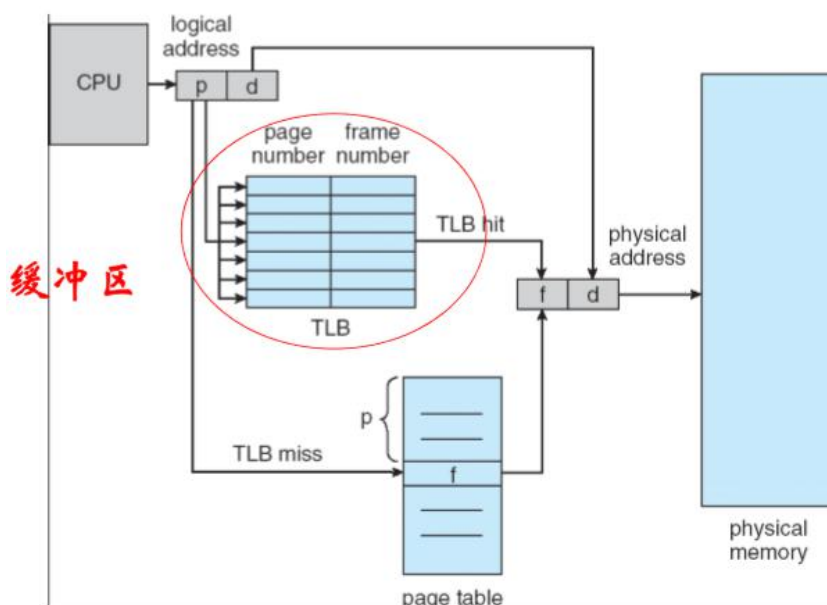 logical
address
CPU
p
d
page
number
frame
number
TLB hit
physical
address
缓冲区
f
d
TLB
p
TLB miss
f
physical
memory
page table